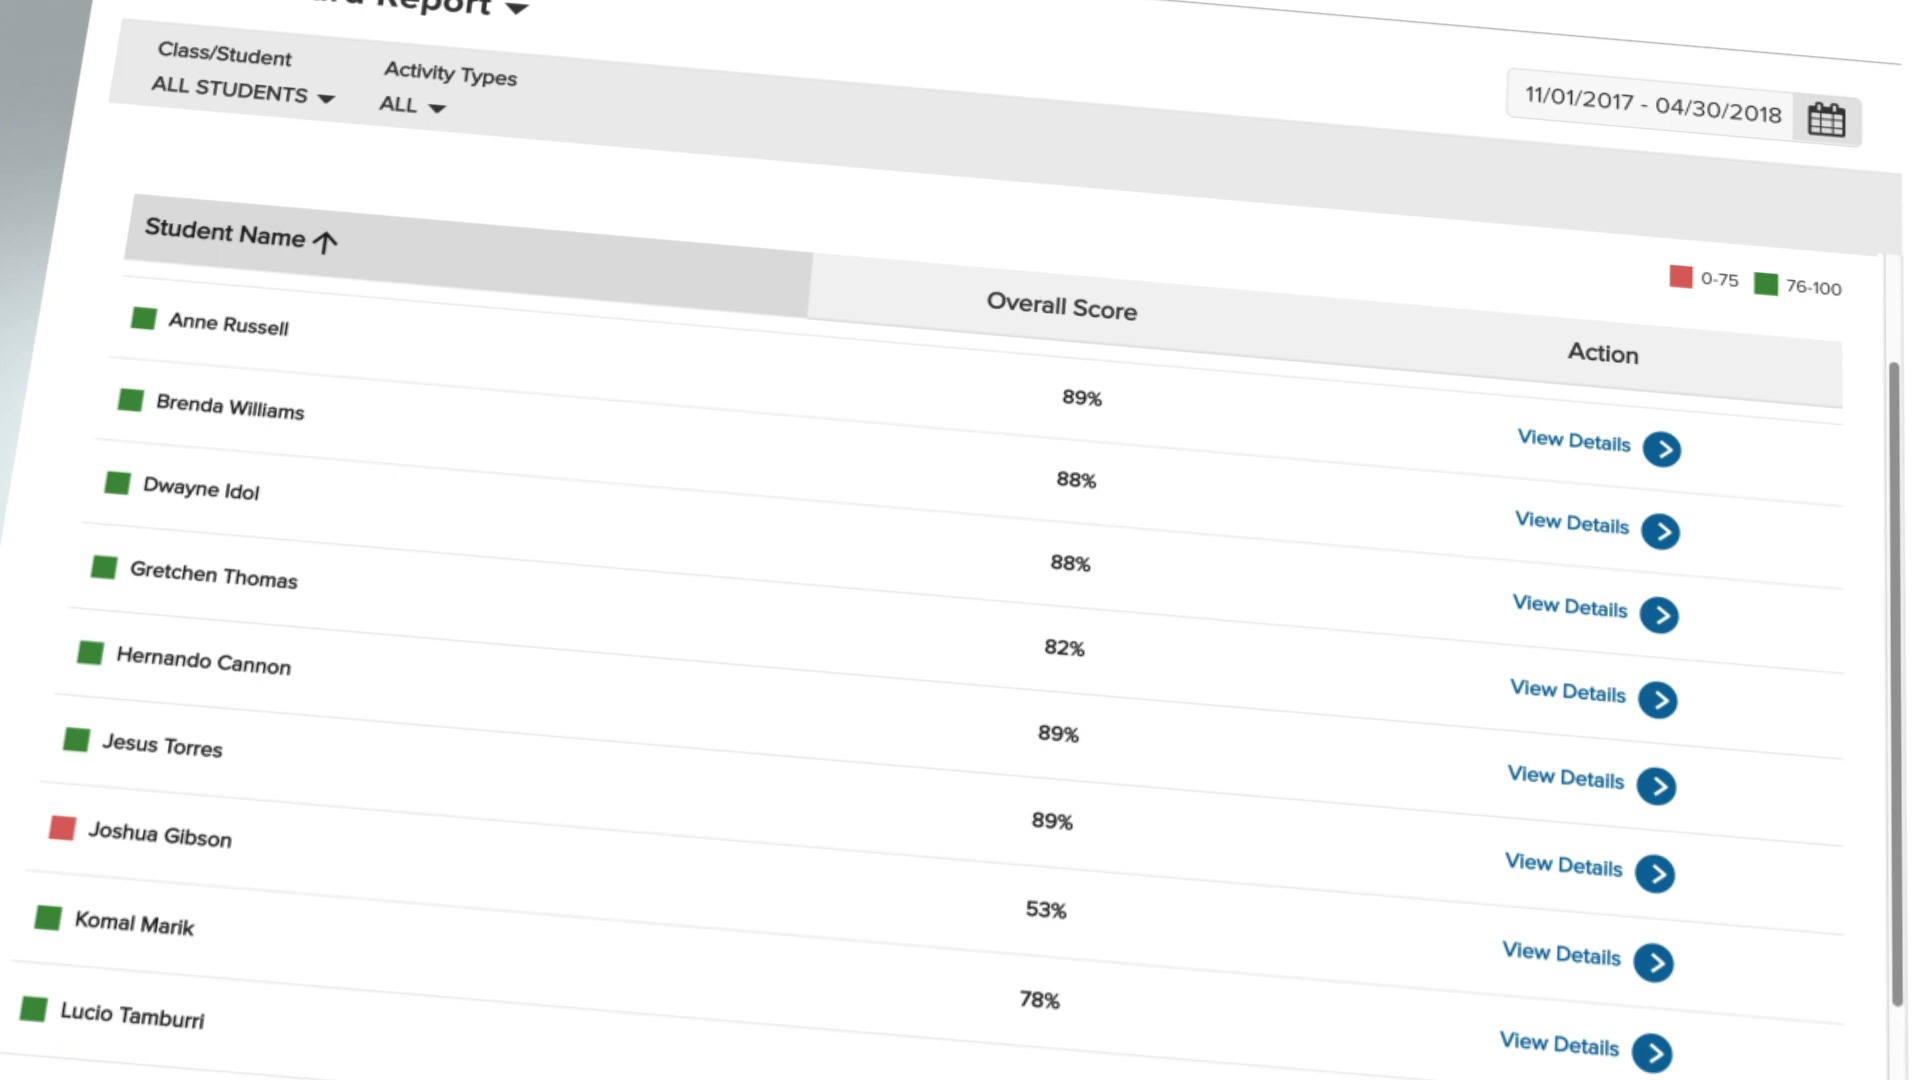 Report
Class/Student
ALL STUDENTS
Activity Types
ALL
11/01/2017 - 04/30/2018
0-75
76-100
Student Name
Overall Score
Action
Anne Russell
89%
View Details
Brenda Williams
88%
View Details
Dwayne Idol
88%
View Details
Gretchen Thomas
82%
View Details
Hernando Cannon
89%
View Details
Jesus Torres
89%
View Details
Joshua Gibson
53%
View Details
Komal Marik
78%
View Details
Lucio Tamburri